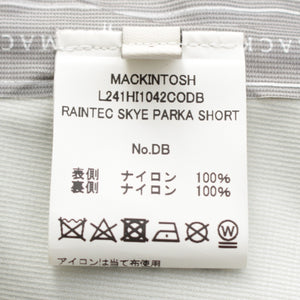 MACKINTOSH
L241HI1042CODB
RAINTEC SKYE PARKA SHORT
No.DB
表側 ナイロン 100%
裏側 ナイロン 100%
アイロンは当て布使用